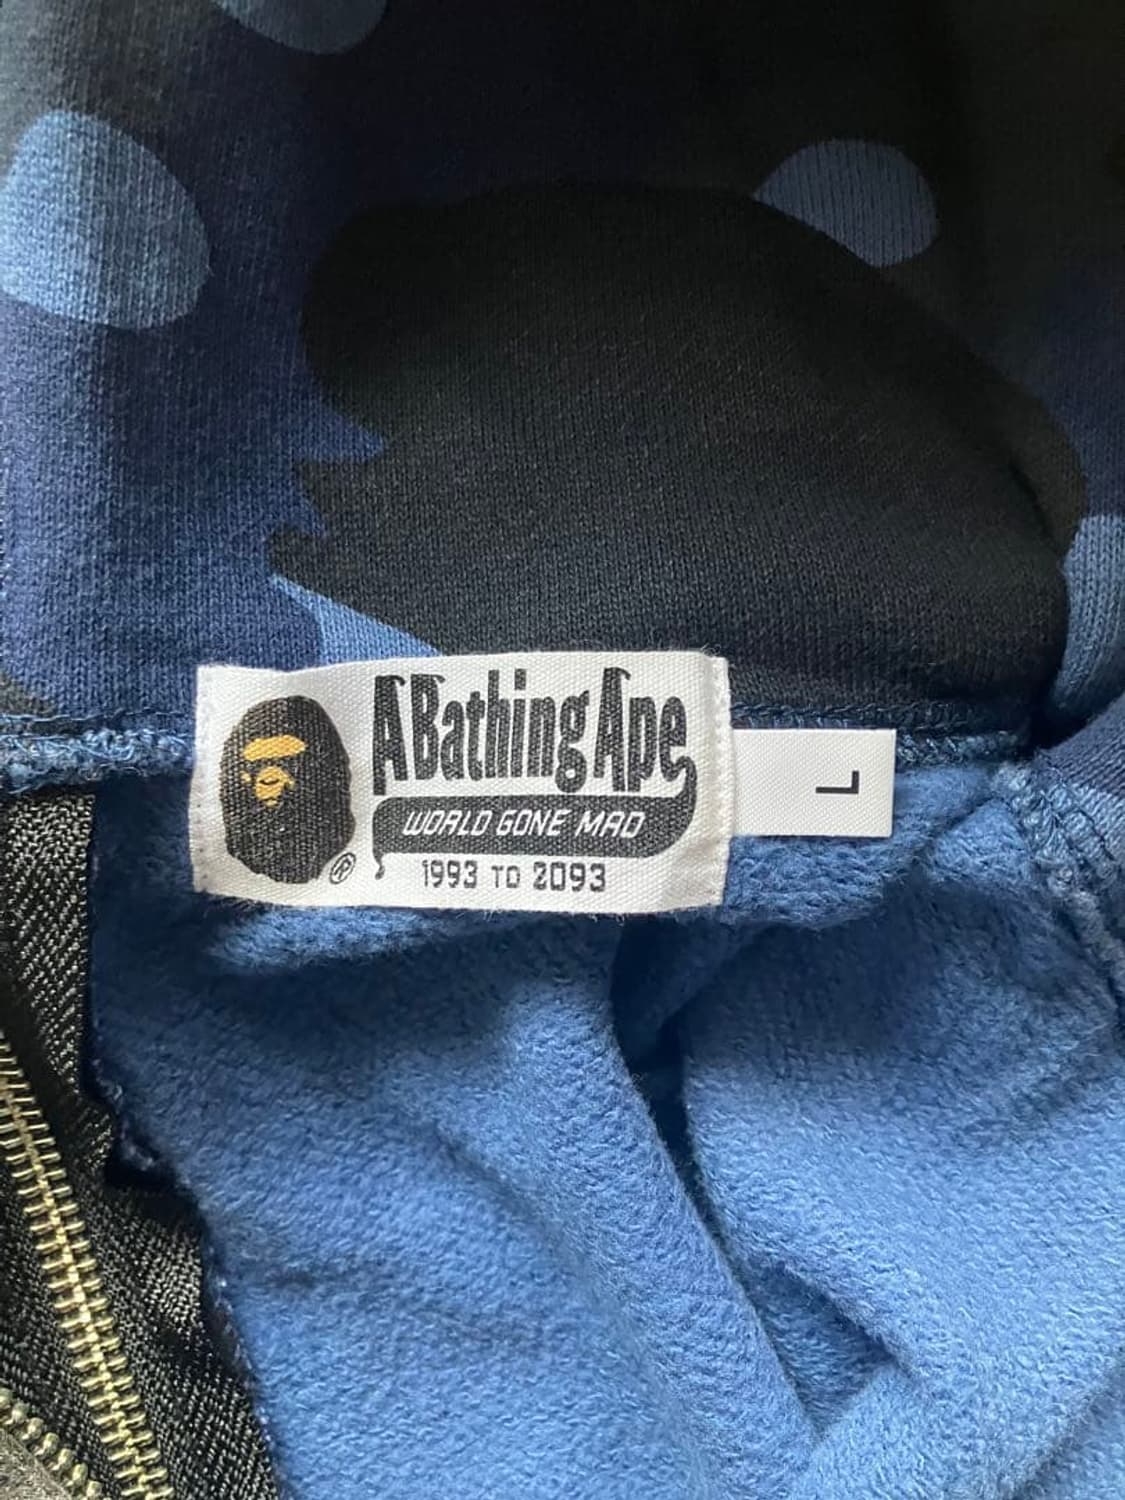 A Bathing Ape
WORLD GONE MAD
1993 TO 2093
®
L